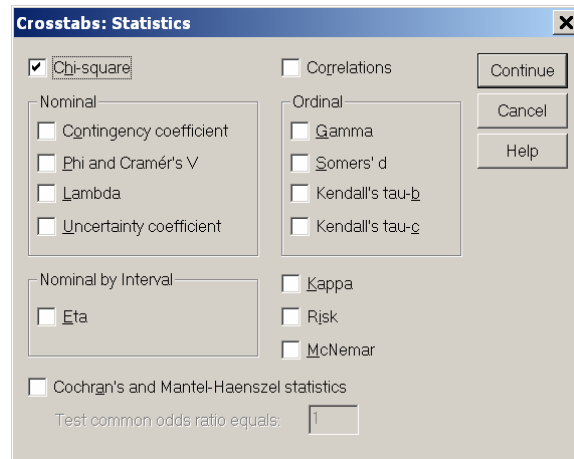 Crosstabs: Statistics
Chi-square
Correlations
Continue
Nominal
Ordinal
Cancel
Contingency coefficient
Gamma
Help
Phi and Cramér's V
Somers' d
Lambda
Kendall's tau-b
Uncertainty coefficient
Kendall's tau-c
Nominal by Interval
Kappa
Eta
Risk
McNemar
Cochran's and Mantel-Haenszel statistics
Test common odds ratio equals: 1